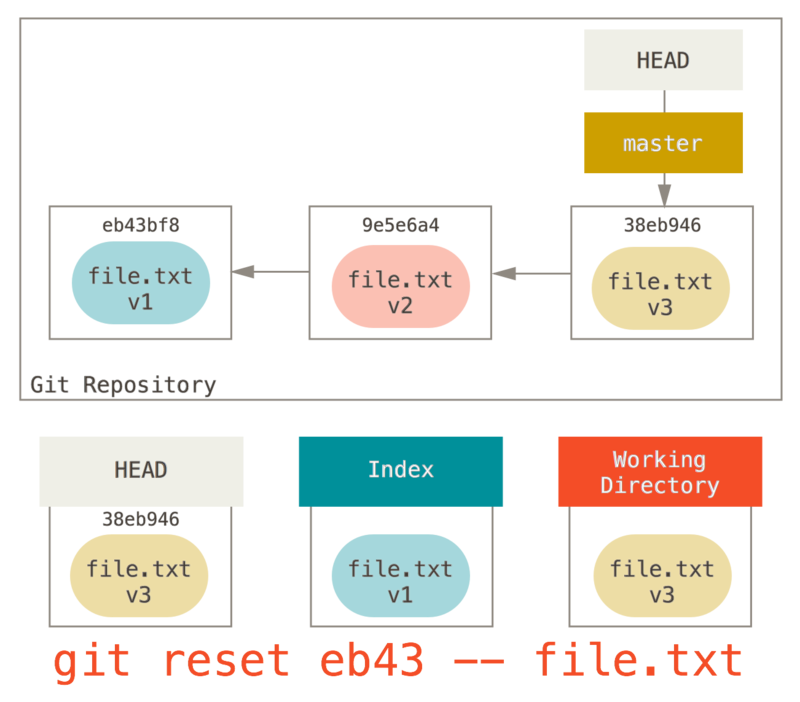 HEAD
master
eb43bf8
file.txt
v1
9e5e6a4
file.txt
v2
38eb946
file.txt
v3
Git Repository
HEAD
38eb946
file.txt
v3
Index
file.txt
v1
Working
Directory
file.txt
v3
git reset eb43 –– file.txt